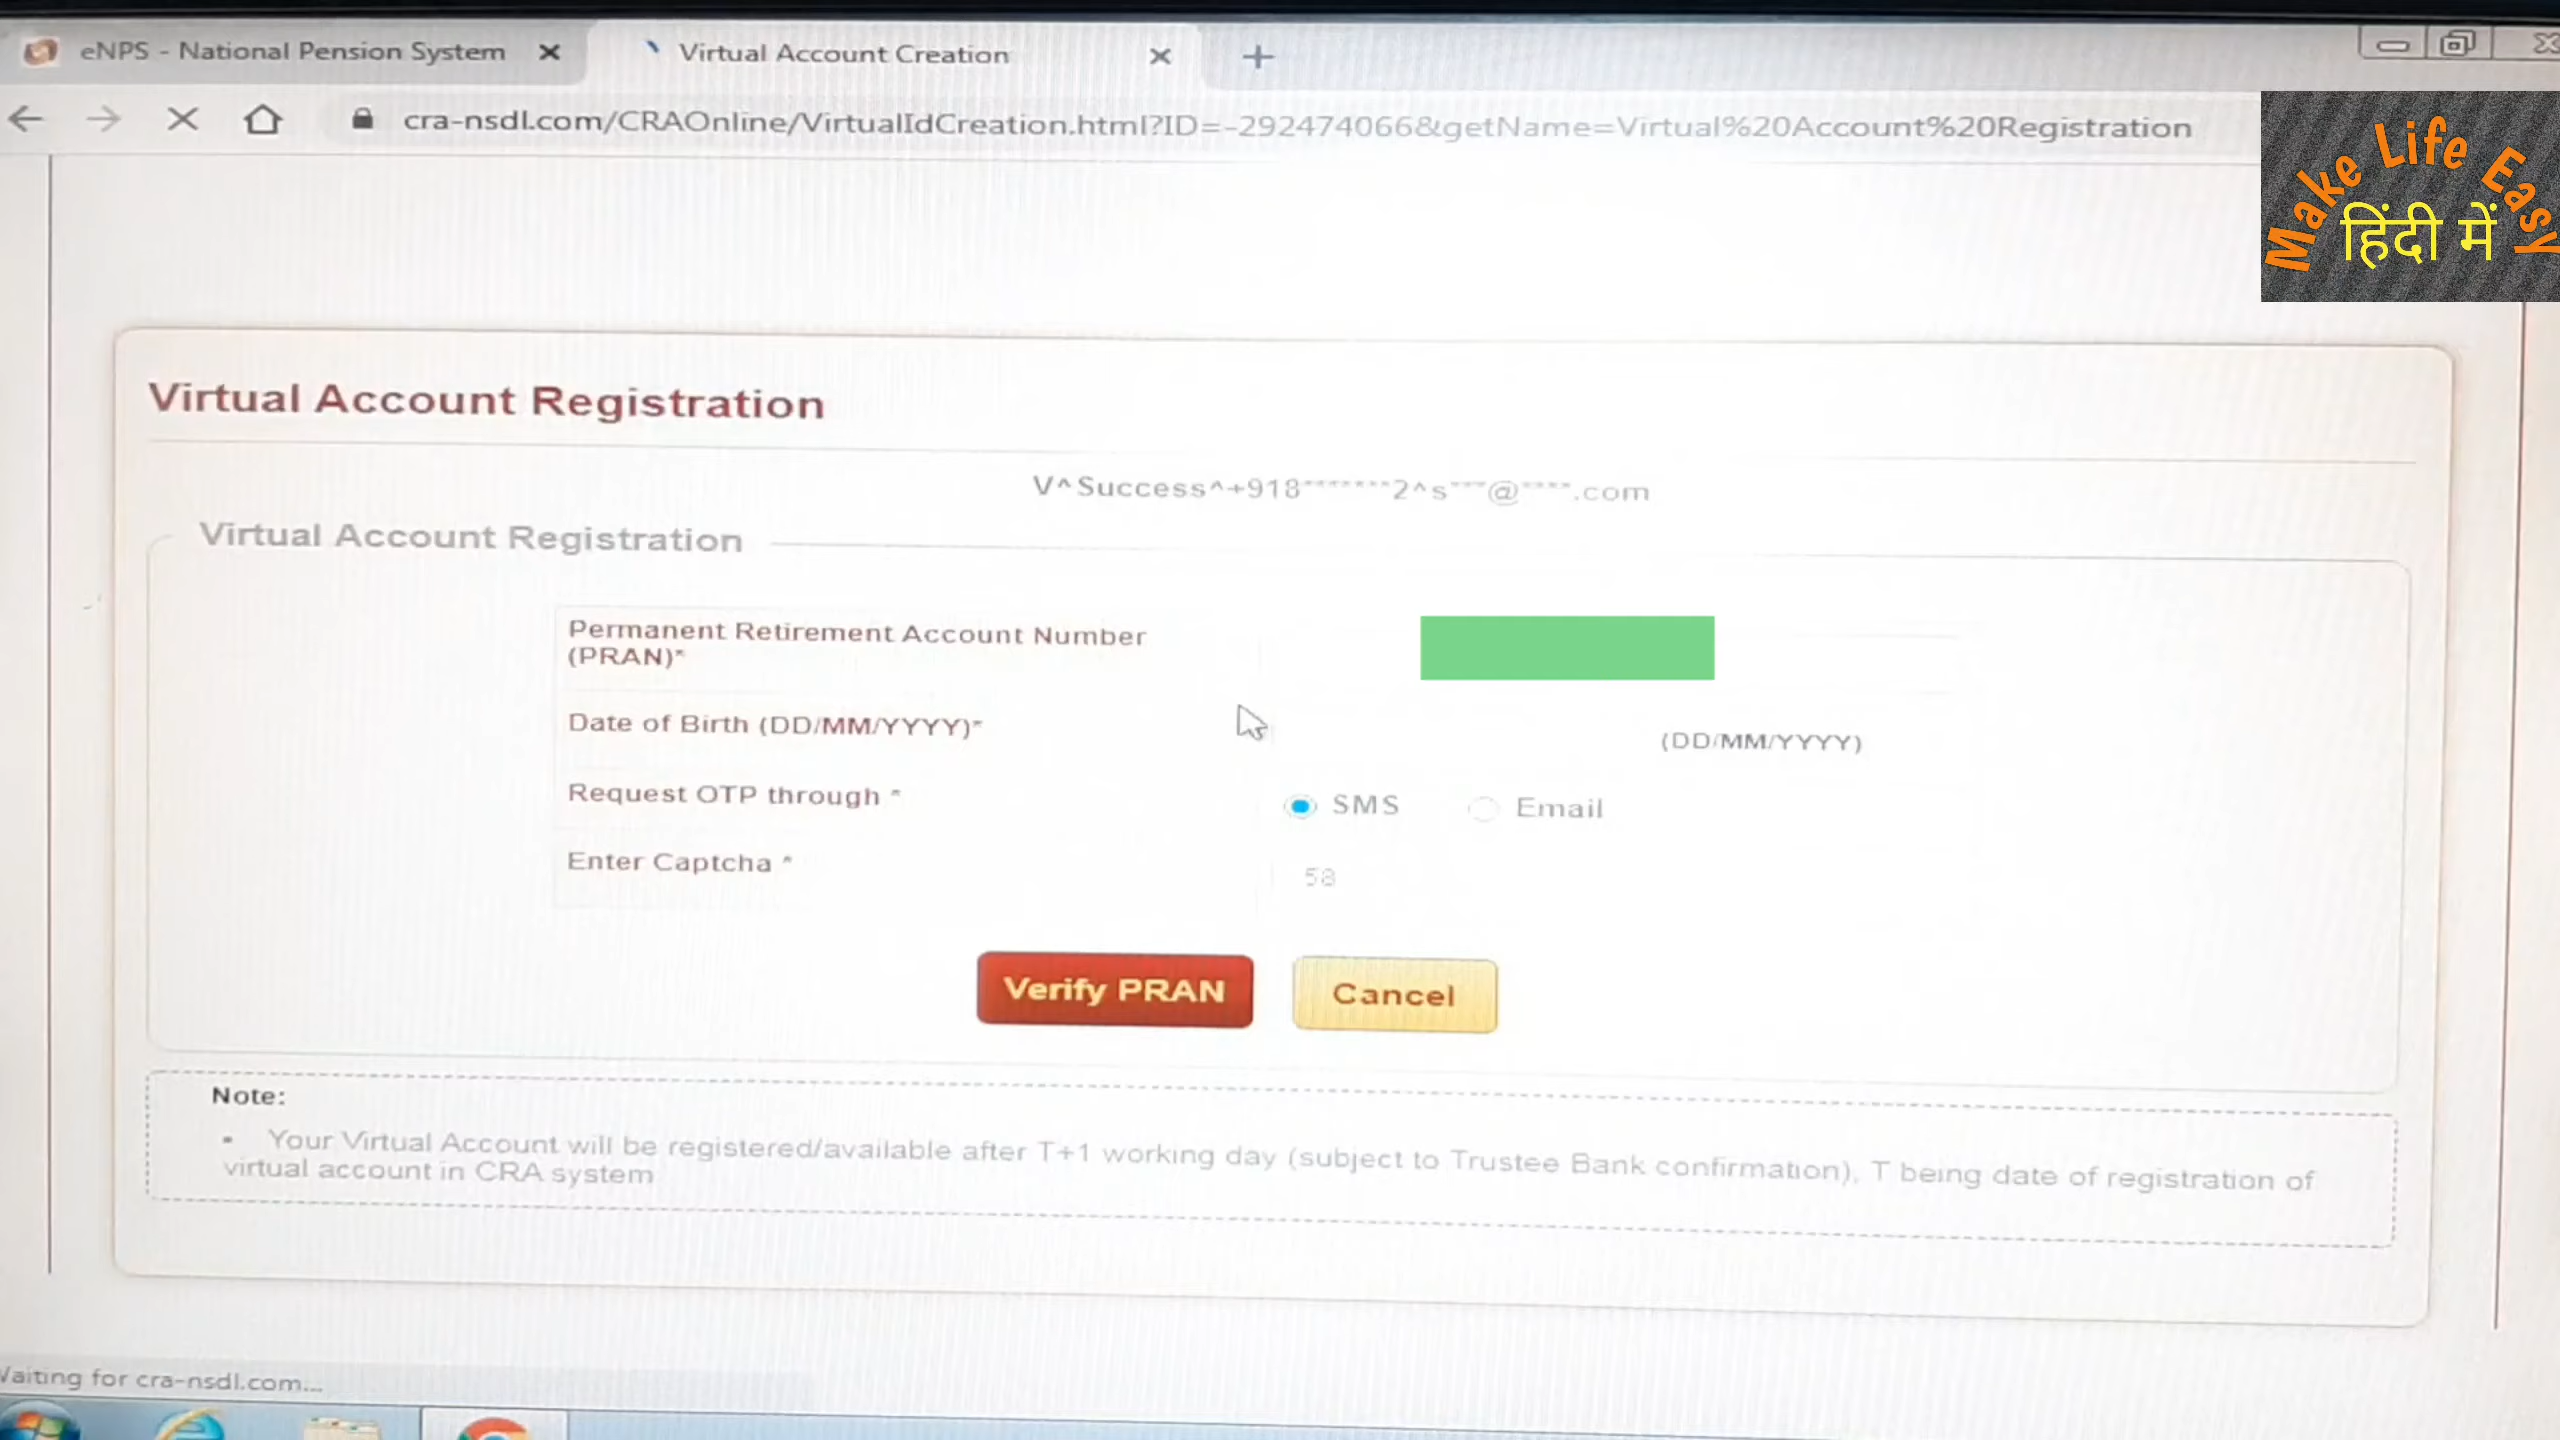 eNPS - National Pension System
Virtual Account Creation
cra-nsdl.com/CRAOnline/VirtualIdCreation.html?ID=-292474066&getName=Virtual%20Account%20Registration
Make Life Easy
हिंदी में
Virtual Account Registration
V^Success^+918*******2^s***@****.com
Virtual Account Registration
Permanent Retirement Account Number
(PRAN)*
Date of Birth (DD/MM/YYYY)*
(DD/MM/YYYY)
Request OTP through *
SMS
Email
Enter Captcha *
58
Verify PRAN
Cancel
Note:
Your Virtual Account will be registered/available after T+1 working day (subject to Trustee Bank confirmation), T being date of registration of
virtual account in CRA system
Waiting for cra-nsdl.com...